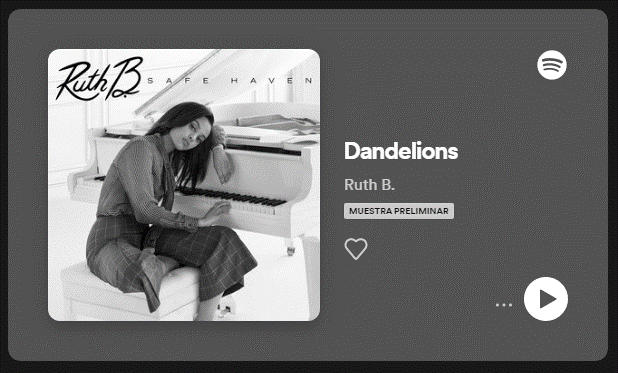 Ruth B. SAFE HAVEN
Dandelions
Ruth B.
MUESTRA PRELIMINAR